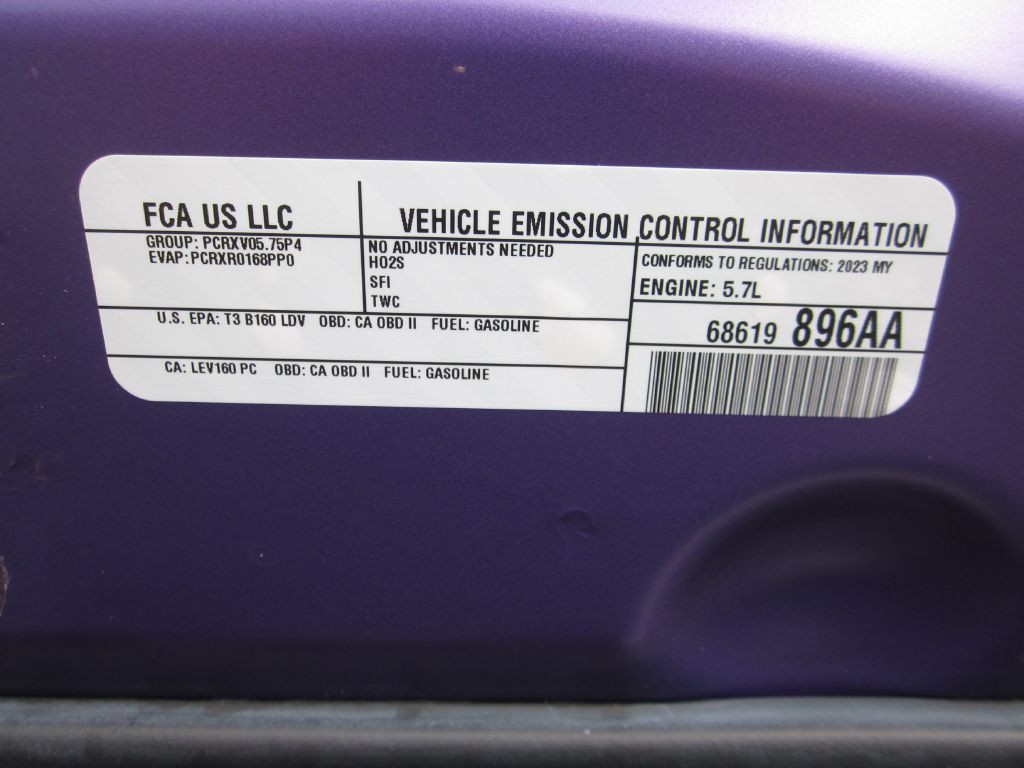 FCA US LLC
VEHICLE EMISSION CONTROL INFORMATION
GROUP: PCRXV05.75P4
EVAP: PCRXR0168PP0
NO ADJUSTMENTS NEEDED
HO2S
SFI
TWC
CONFORMS TO REGULATIONS: 2023 MY
ENGINE: 5.7L
U.S. EPA: T3 B160 LDV OBD: CA OBD II FUEL: GASOLINE
68619 896AA
CA: LEV160 PC OBD: CA OBD II FUEL: GASOLINE